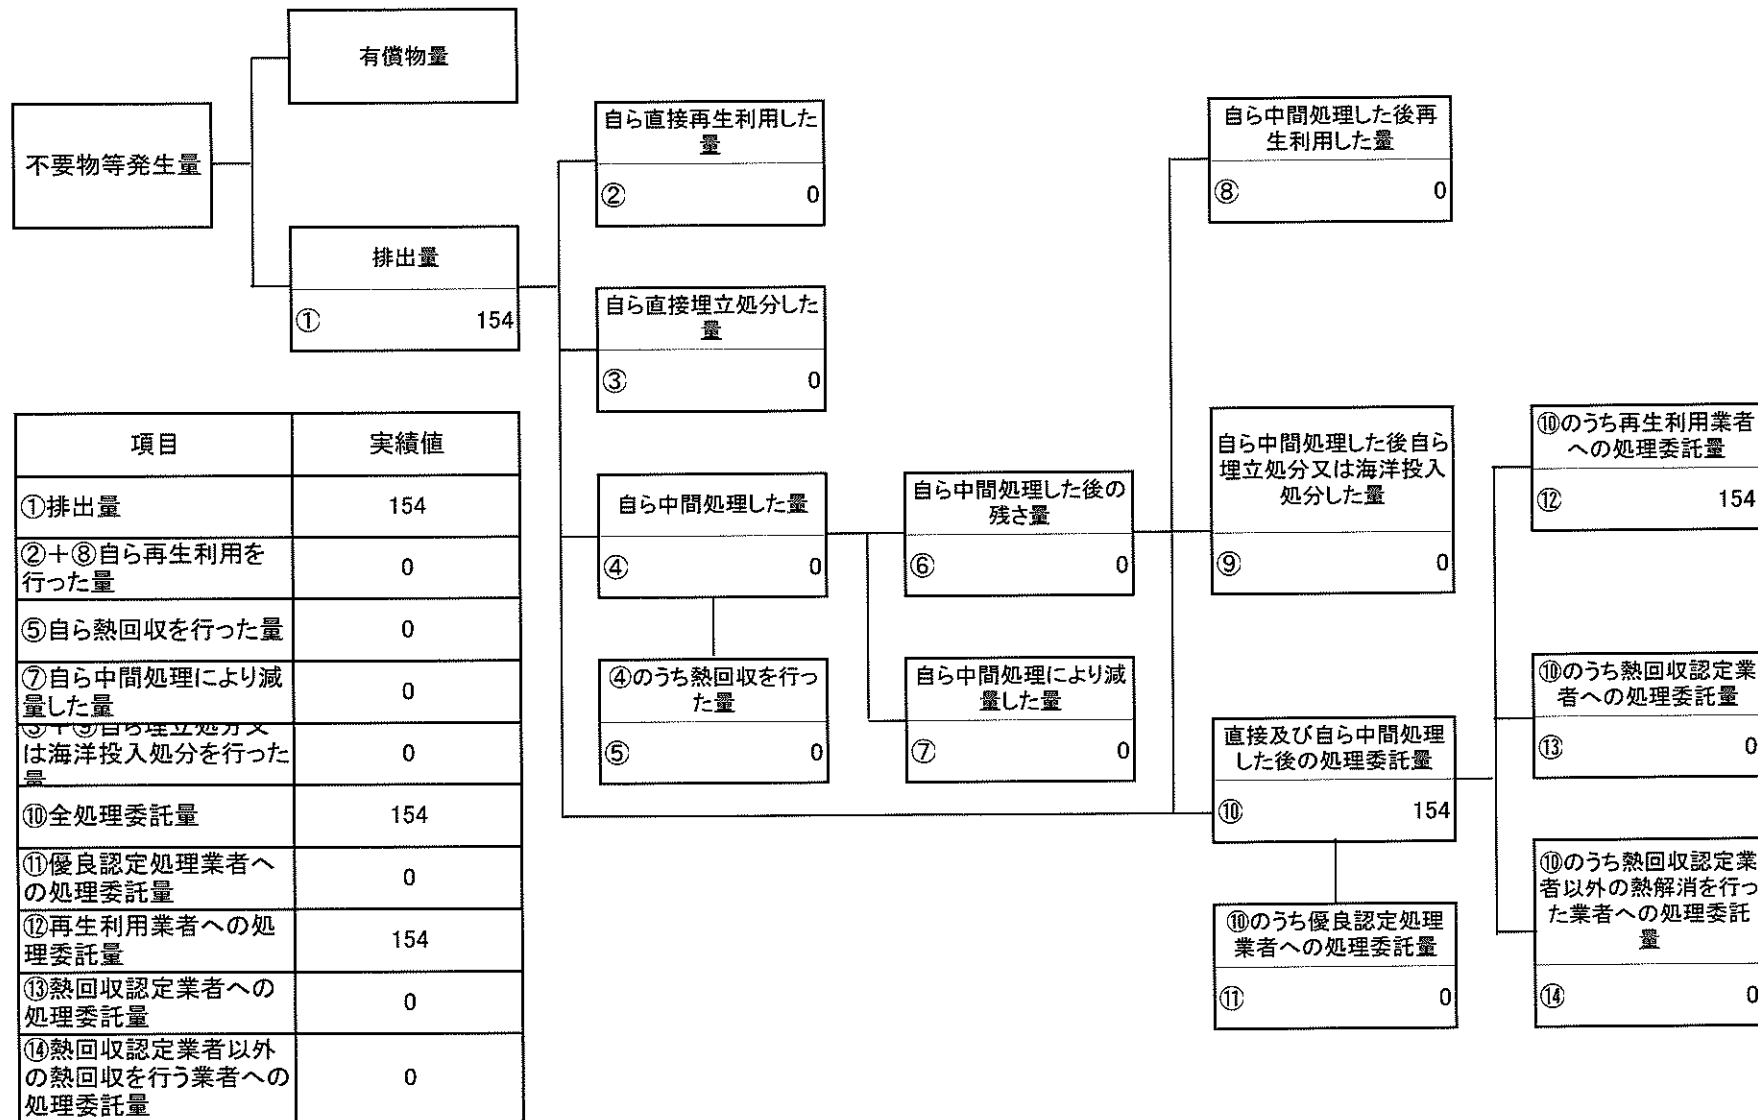 有償物量
不要物等発生量
排出量
① 154
自ら直接再生利用した
量
② 0
自ら直接埋立処分した
量
③ 0
自ら中間処理した量
④ 0
④のうち熱回収を行っ
た量
⑤ 0
自ら中間処理した後の
残さ量
⑥ 0
自ら中間処理により減
量した量
⑦ 0
自ら中間処理した後再
生利用した量
⑧ 0
自ら中間処理した後自ら
埋立処分又は海洋投入
処分した量
⑨ 0
直接及び自ら中間処理
した後の処理委託量
⑩ 154
⑩のうち優良認定処理
業者への処理委託量
⑪ 0
⑩のうち再生利用業者
への処理委託量
⑫ 154
⑩のうち熱回収認定業
者への処理委託量
⑬ 0
⑩のうち熱回収認定業
者以外の熱解消を行っ
た業者への処理委託
量
⑭ 0
項目 実績値
①排出量 154
②+⑧自ら再生利用を
行った量 0
⑤自ら熱回収を行った量 0
⑦自ら中間処理により減
量した量 0
③+⑨自ら埋立処分又
は海洋投入処分を行った
量 0
⑩全処理委託量 154
⑪優良認定処理業者へ
の処理委託量 0
⑫再生利用業者への処
理委託量 154
⑬熱回収認定業者への
処理委託量 0
⑭熱回収認定業者以外
の熱回収を行う業者への
処理委託量 0